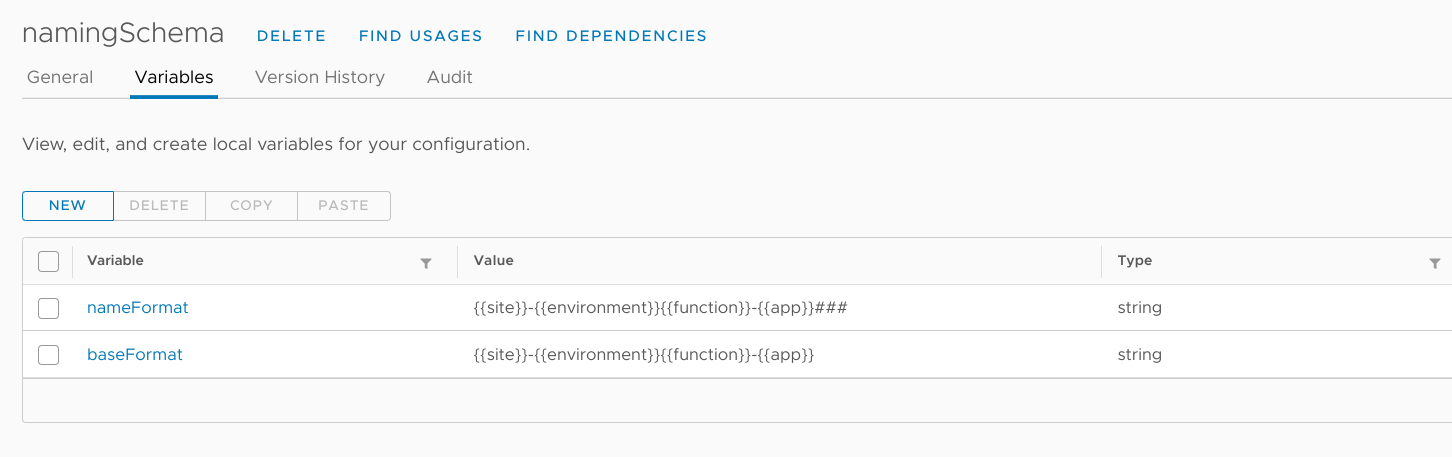 namingSchema DELETE FIND USAGES FIND DEPENDENCIES
General Variables Version History Audit
View, edit, and create local variables for your configuration.
NEW DELETE COPY PASTE
Variable Value Type
nameFormat {{site}}-{{environment}}{{function}}-{{app}}### string
baseFormat {{site}}-{{environment}}{{function}}-{{app}} string